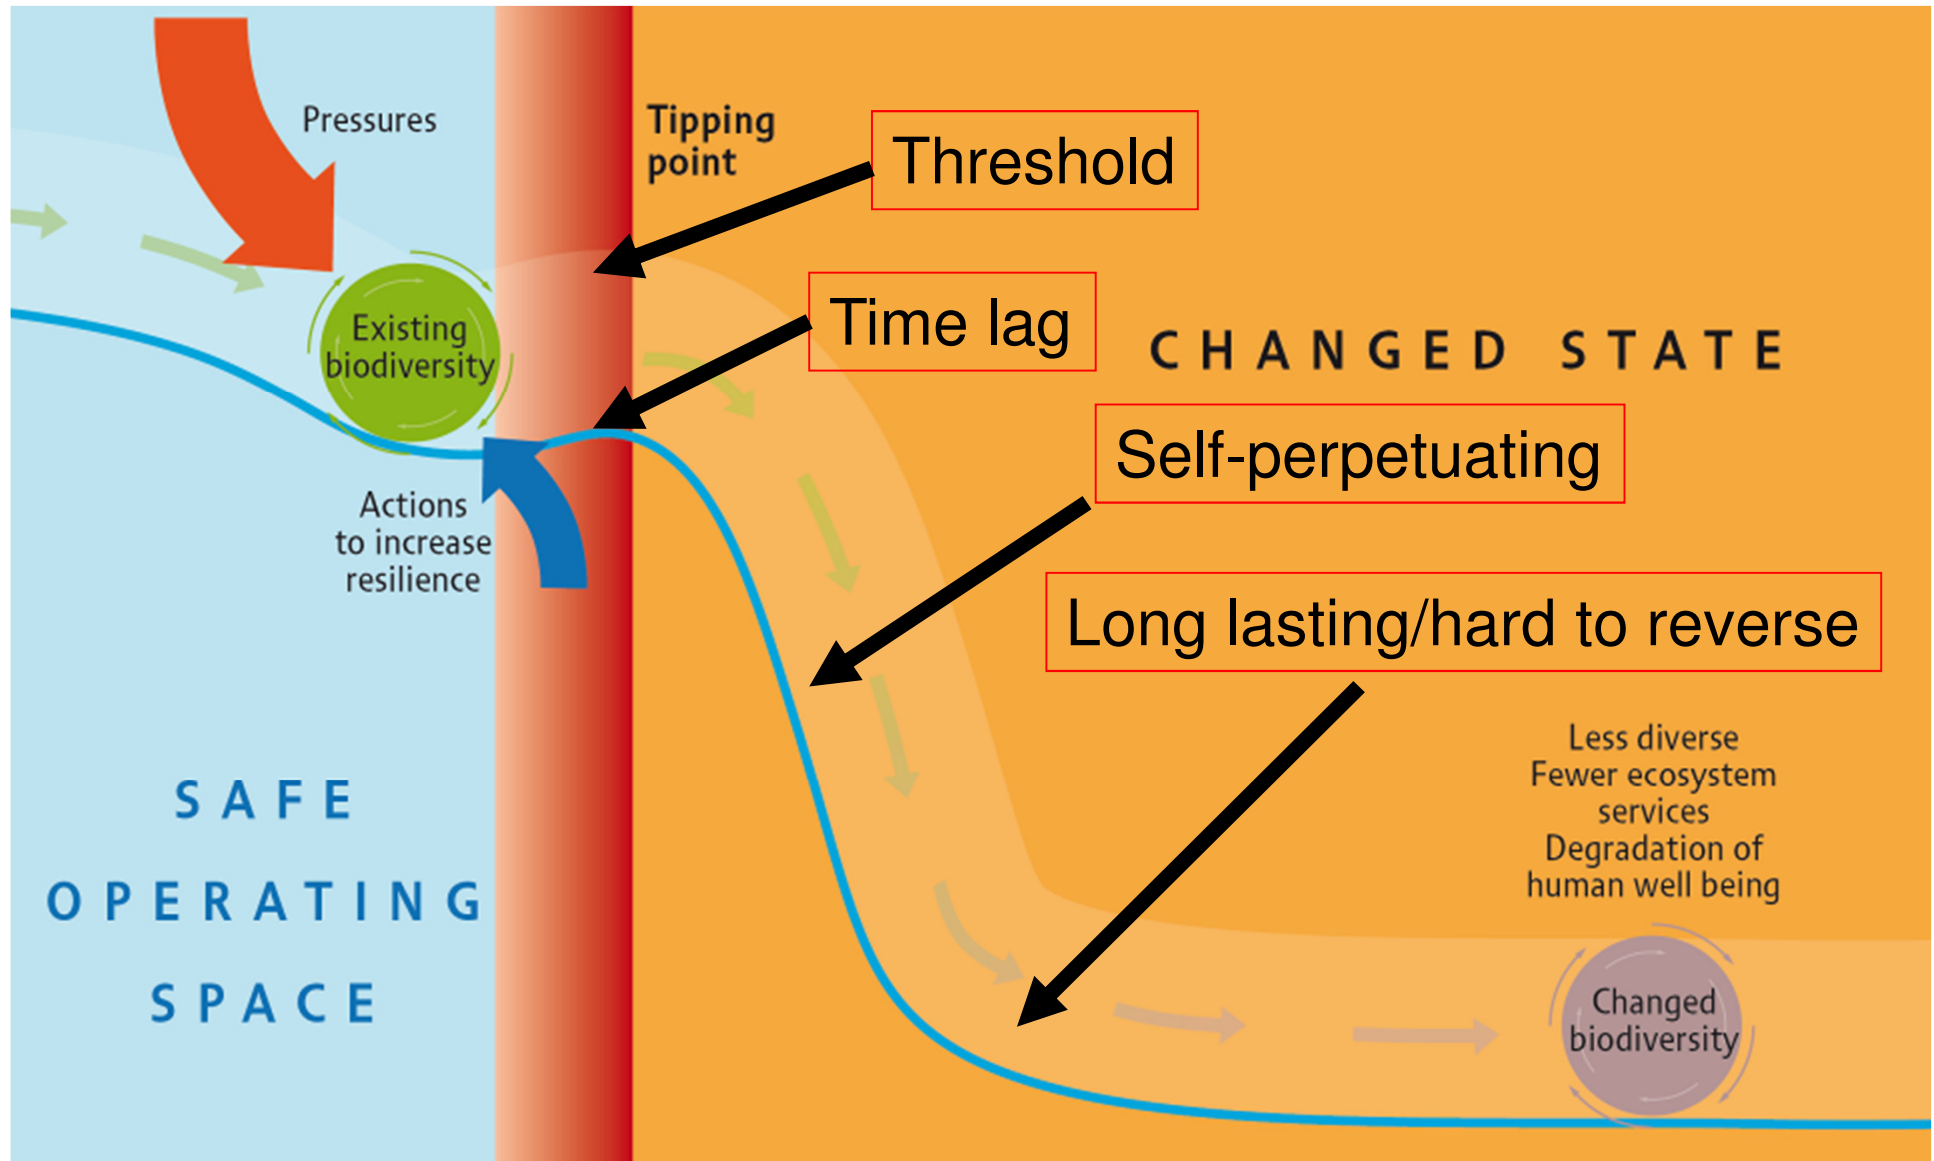 Pressures
Tipping
point
Threshold
Time lag
Existing
biodiversity
CHANGED STATE
Self-perpetuating
Actions
to increase
resilience
Long lasting/hard to reverse
SAFE
OPERATING
SPACE
Less diverse
Fewer ecosystem
services
Degradation of
human well being
Changed
biodiversity